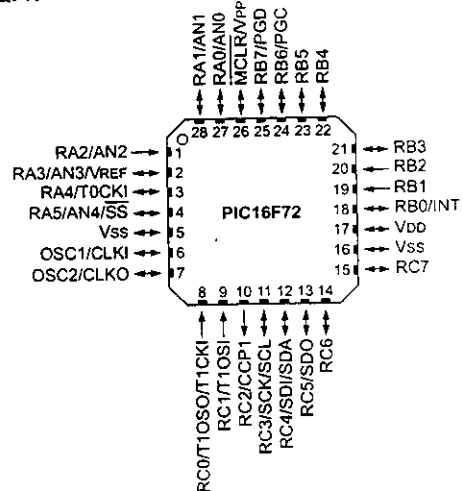 RA1/AN1
RA0/AN0
MCLR/VPP
RB7/PGD
RB6/PGC
RB5
RB4
28 27 26 25 24 23 22
RA2/AN2 1
RA3/AN3/VREF 2
RA4/T0CKI 3
RA5/AN4/SS 4
VSS 5
OSC1/CLKI 6
OSC2/CLKO 7
PIC16F72
21 RB3
20 RB2
19 RB1
18 RB0/INT
17 VDD
16 VSS
15 RC7
8 9 10 11 12 13 14
RC0/T1OSO/T1CKI
RC1/T1OSI
RC2/CCP1
RC3/SCK/SCL
RC4/SDI/SDA
RC5/SDO
RC6